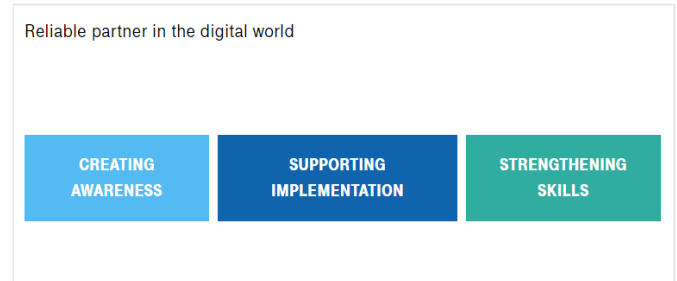 Reliable partner in the digital world
CREATING
AWARENESS
SUPPORTING
IMPLEMENTATION
STRENGTHENING
SKILLS